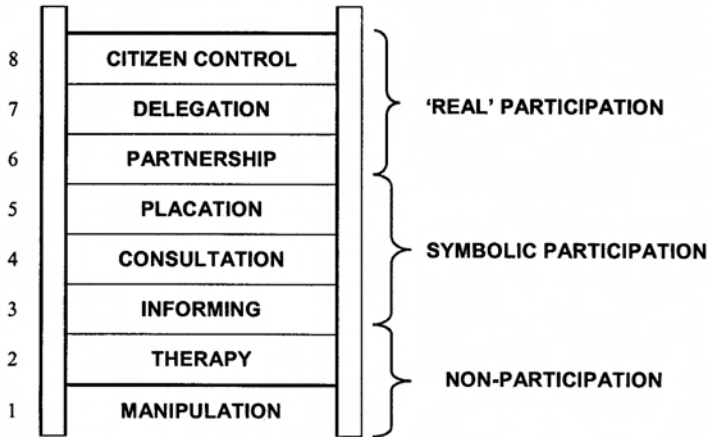 8 CITIZEN CONTROL
7 DELEGATION
'REAL' PARTICIPATION
6 PARTNERSHIP
5 PLACATION
4 CONSULTATION
SYMBOLIC PARTICIPATION
3 INFORMING
2 THERAPY
NON-PARTICIPATION
1 MANIPULATION